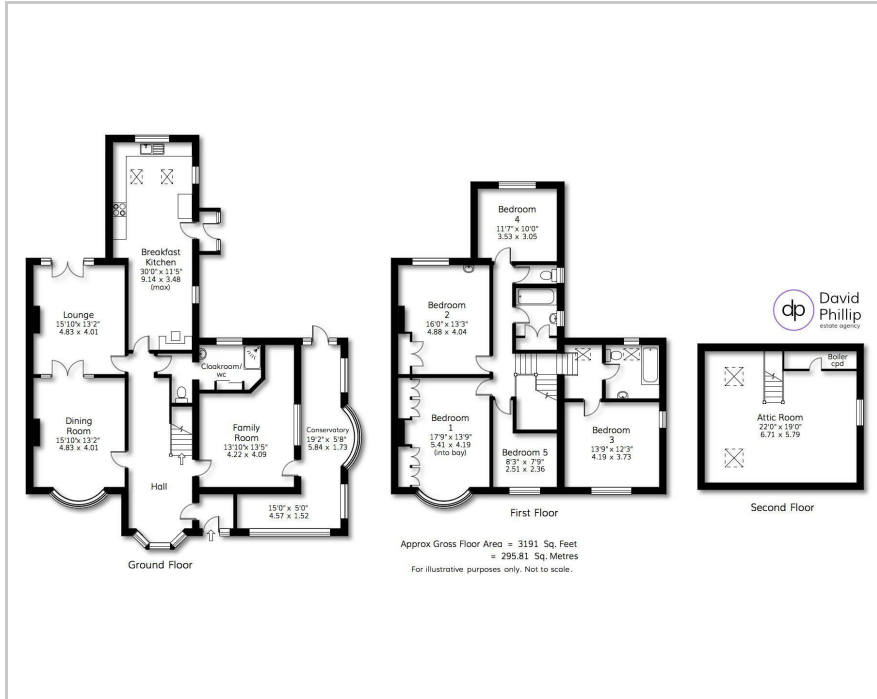 Breakfast
Kitchen
30'0" x 11'5"
9.14 x 3.48
(max)
Lounge
15'10"x 13'2"
4.83 x 4.01
Cloakroom/
wc
Dining
Room
15'10"x 13'2"
4.83 x 4.01
Family
Room
13'10"x 13'5"
4.22 x 4.09
Conservatory
19'2" x 5'8"
5.84 x 1.73
Hall
15'0" x 5'0"
4.57 x 1.52
Ground Floor
Bedroom
4
11'7" x 10'0"
3.53 x 3.05
Bedroom
2
16'0" x 13'3"
4.88 x 4.04
Bedroom
1
17'9" x 13'9"
5.41 x 4.19
(into bay)
Bedroom 5
8'3" x 7'9"
2.51 x 2.36
Bedroom
3
13'9" x 12'3"
4.19 x 3.73
First Floor
dp
David
Phillip
estate agency
Boiler
cpd
Attic Room
22'0" x 19'0"
6.71 x 5.79
Second Floor
Approx Gross Floor Area = 3191 Sq. Feet
= 295.81 Sq. Metres
For illustrative purposes only. Not to scale.